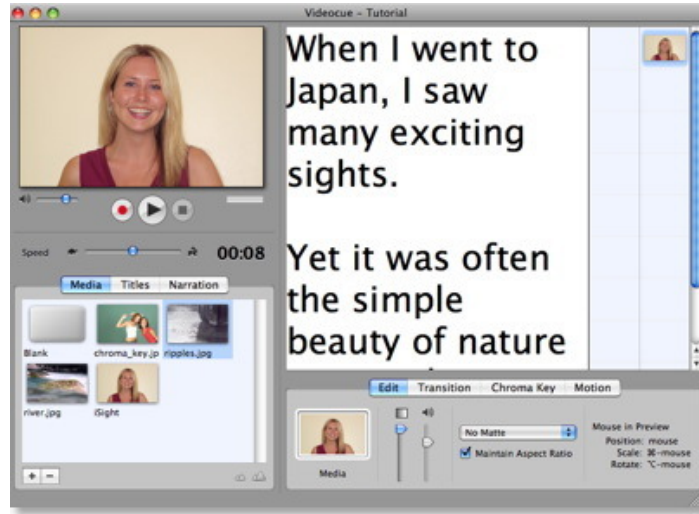 Videocue - Tutorial
When I went to
Japan, I saw
many exciting
sights.
Yet it was often
the simple
beauty of nature
Speed
00:08
Media Titles Narration
Blank chroma_key.jp ripples.jpg
river.jpg iSight
+ -
Edit Transition Chroma Key Motion
Media
No Matte
Maintain Aspect Ratio
Mouse in Preview
Position: mouse
Scale: ⌘-mouse
Rotate: ⌥-mouse